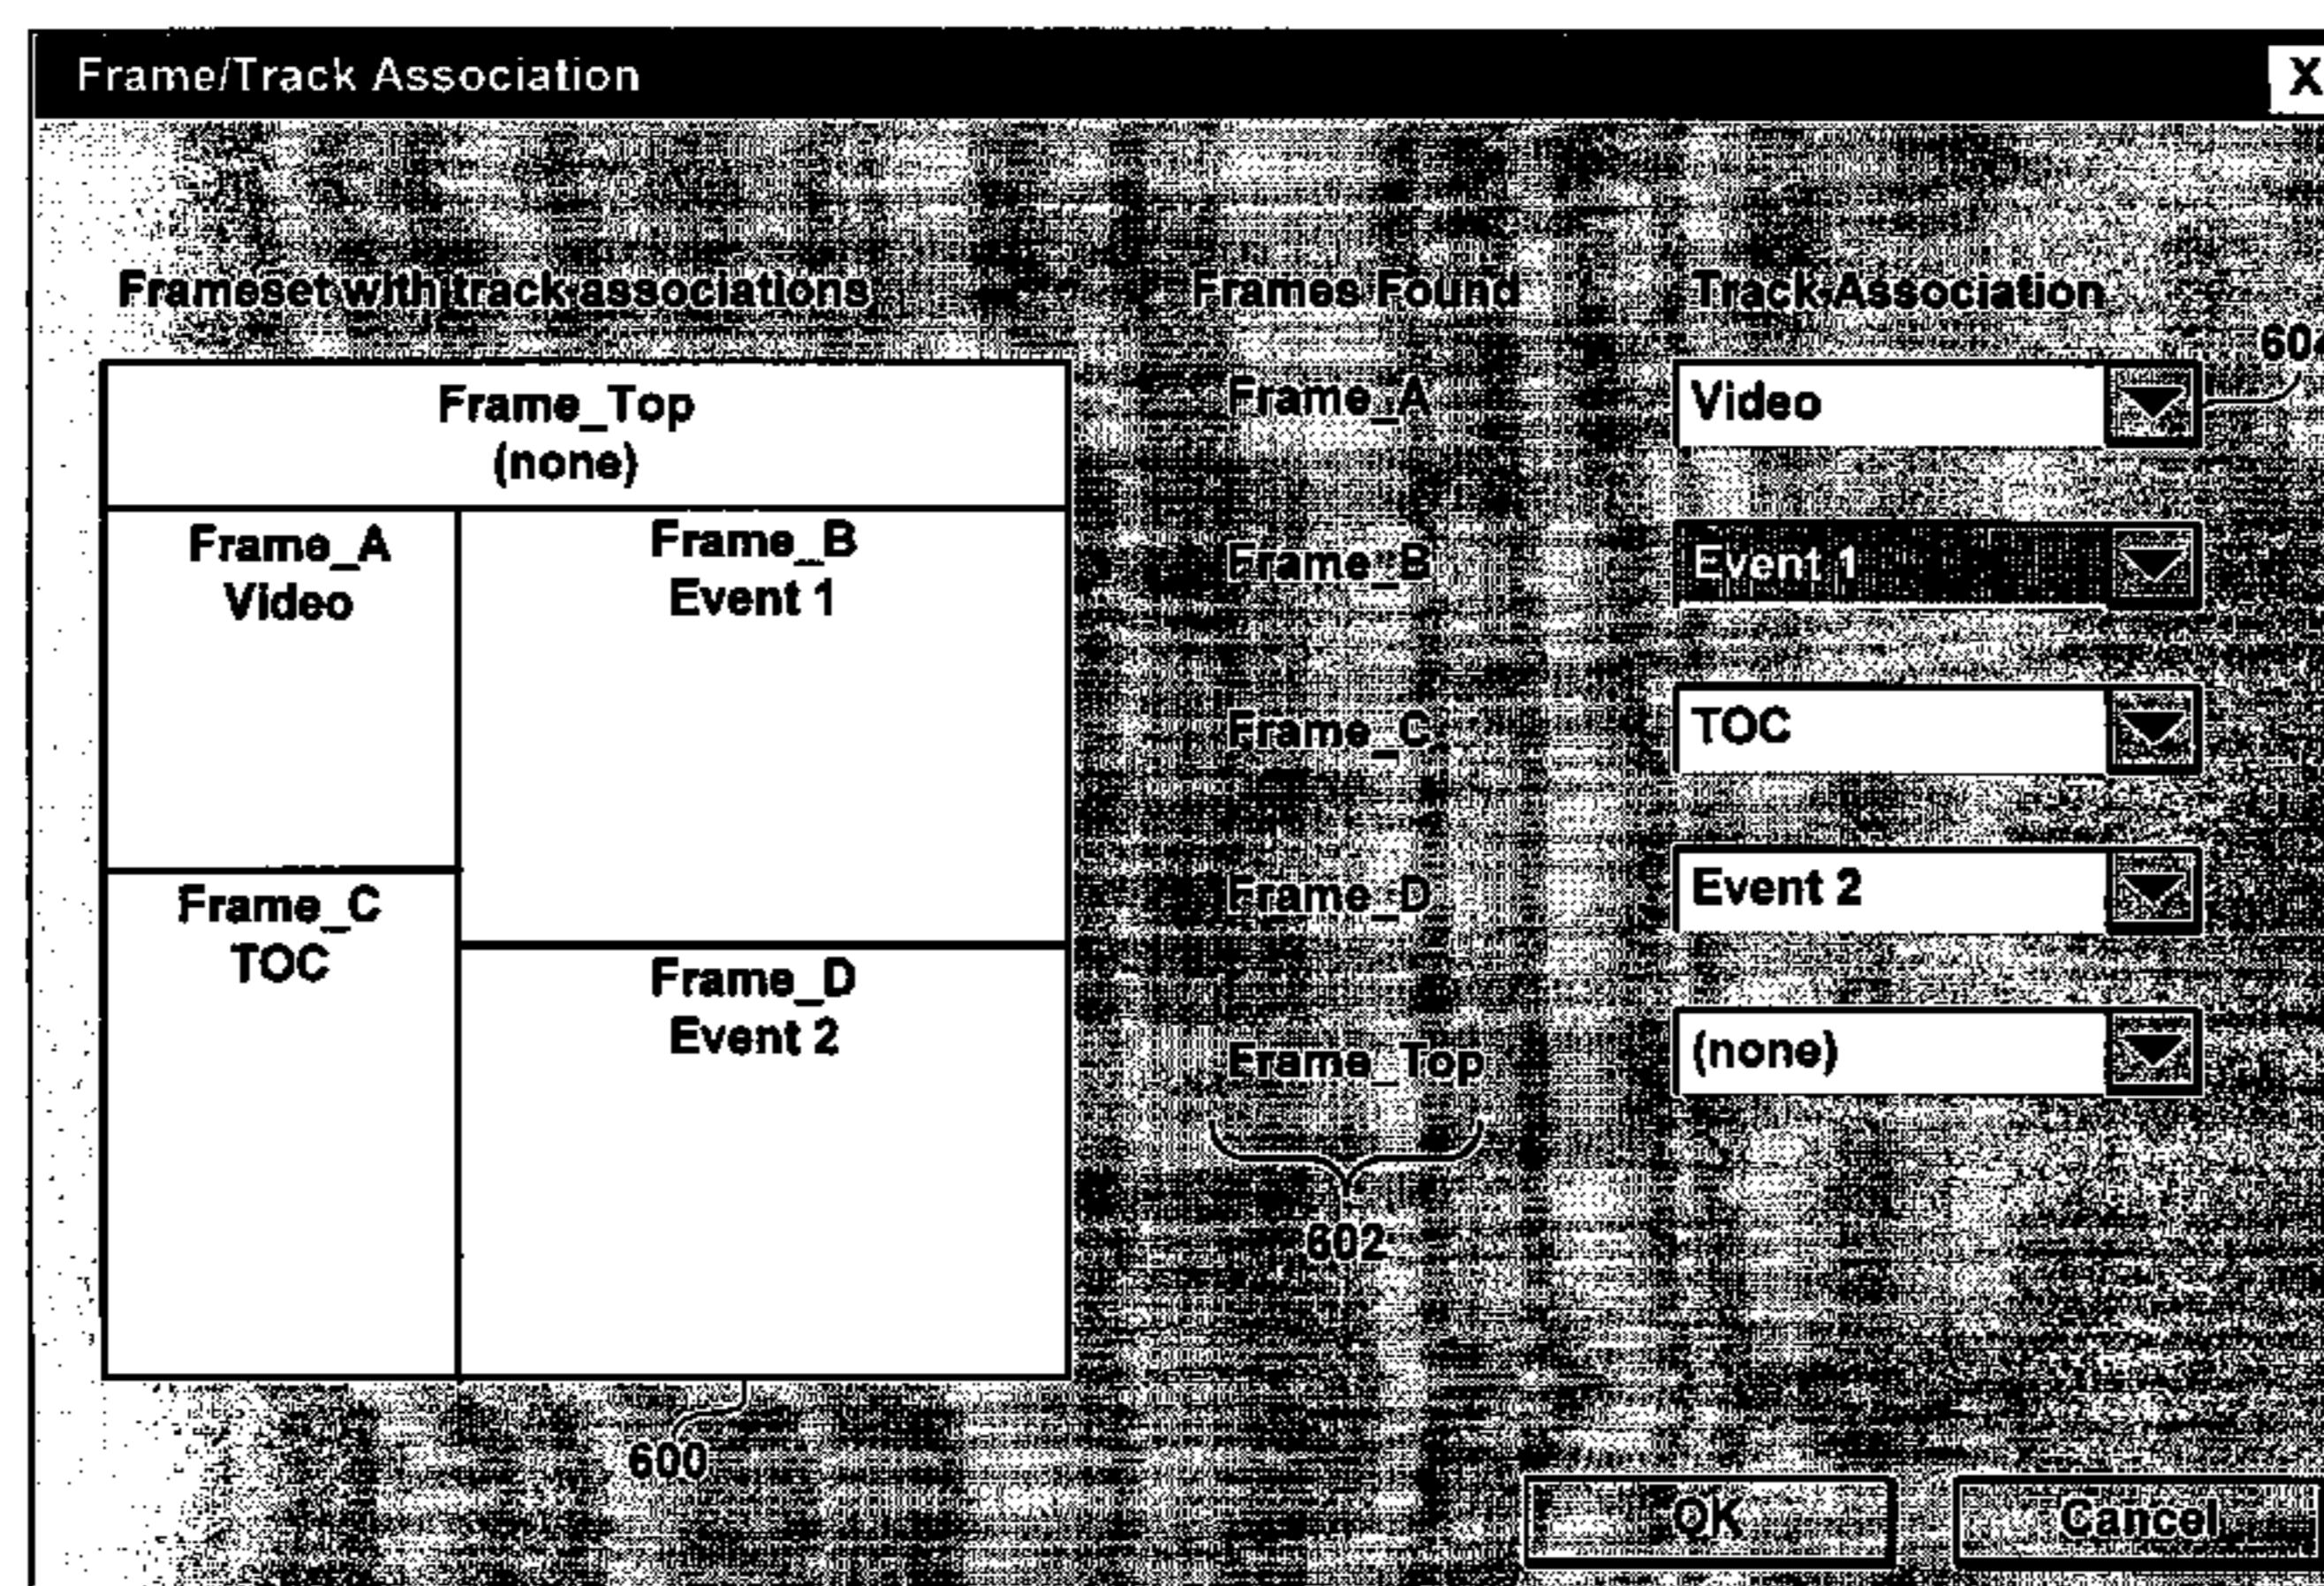 Frame/Track Association X
Frameset with track associations
Frames Found
Track Association
Frame_Top
(none)
Frame_A
Video
Frame_B
Event 1
Frame_C
TOC
Frame_D
Event 2
600
Frame_A
Frame_B
Frame_C
Frame_D
Frame_Top
602
Video
604
Event 1
TOC
Event 2
(none)
OK
Cancel